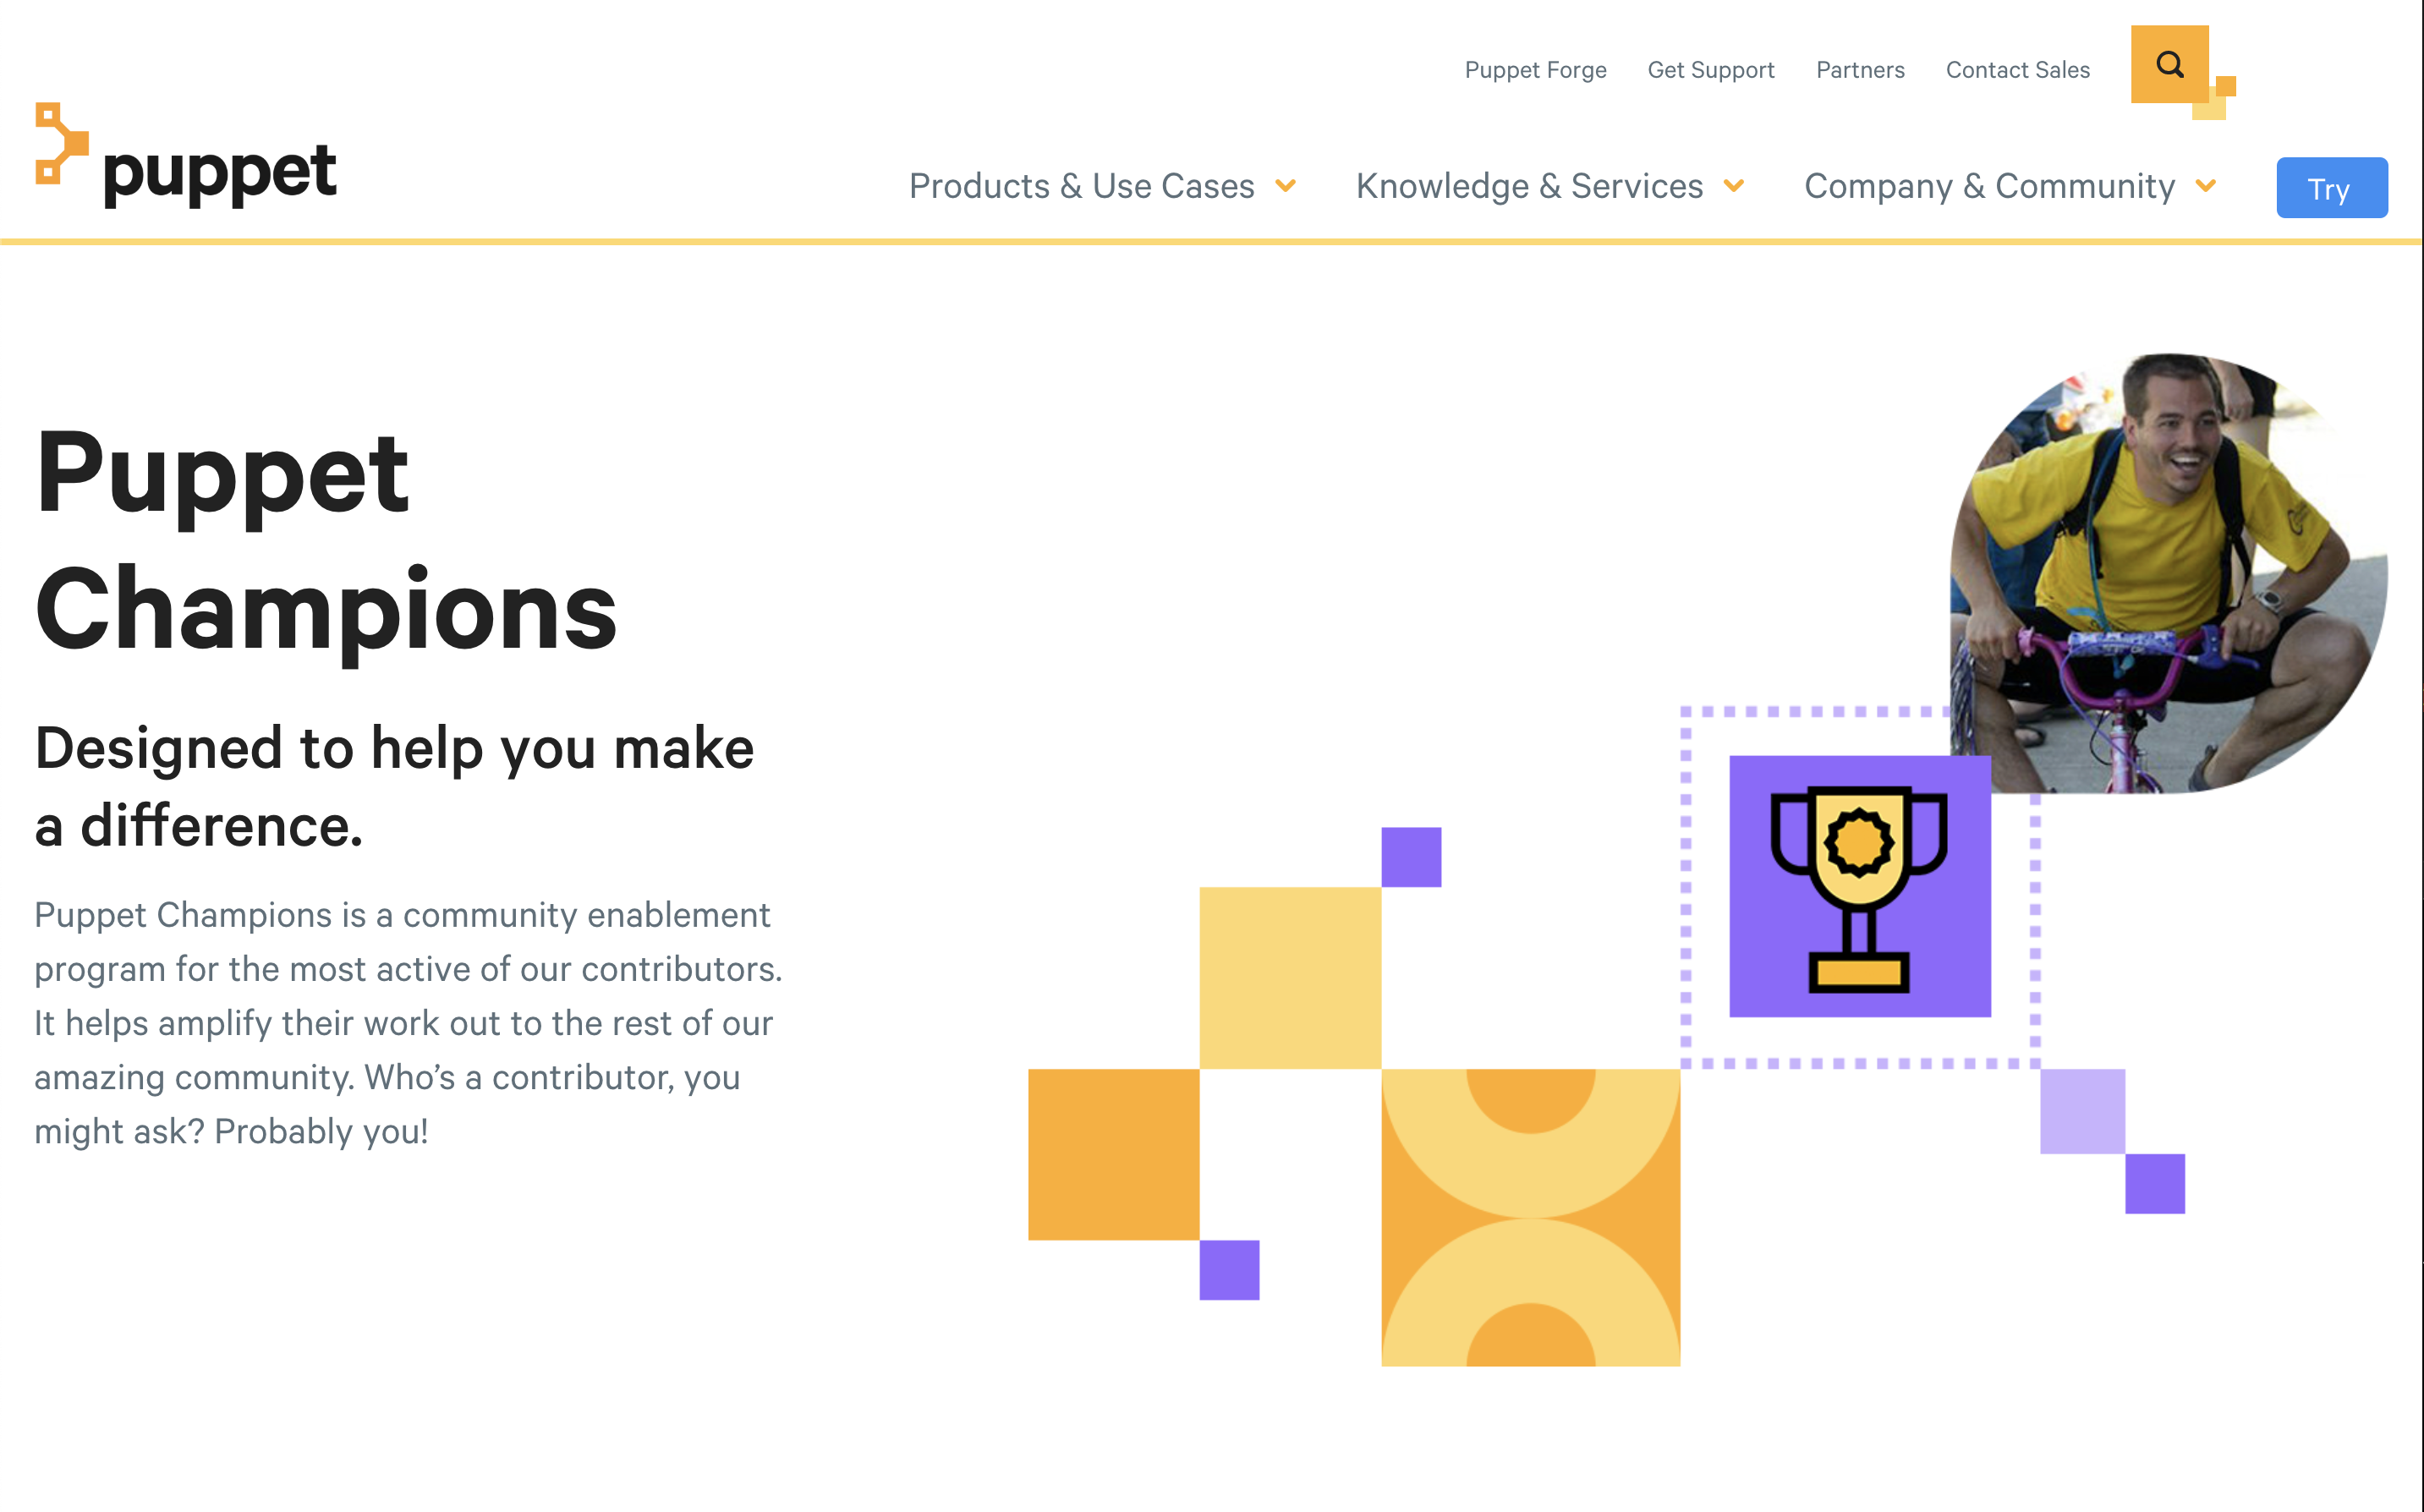 Puppet Forge Get Support Partners Contact Sales
puppet
Products & Use Cases Knowledge & Services Company & Community Try
Puppet
Champions
Designed to help you make
a difference.
Puppet Champions is a community enablement
program for the most active of our contributors.
It helps amplify their work out to the rest of our
amazing community. Who’s a contributor, you
might ask? Probably you!